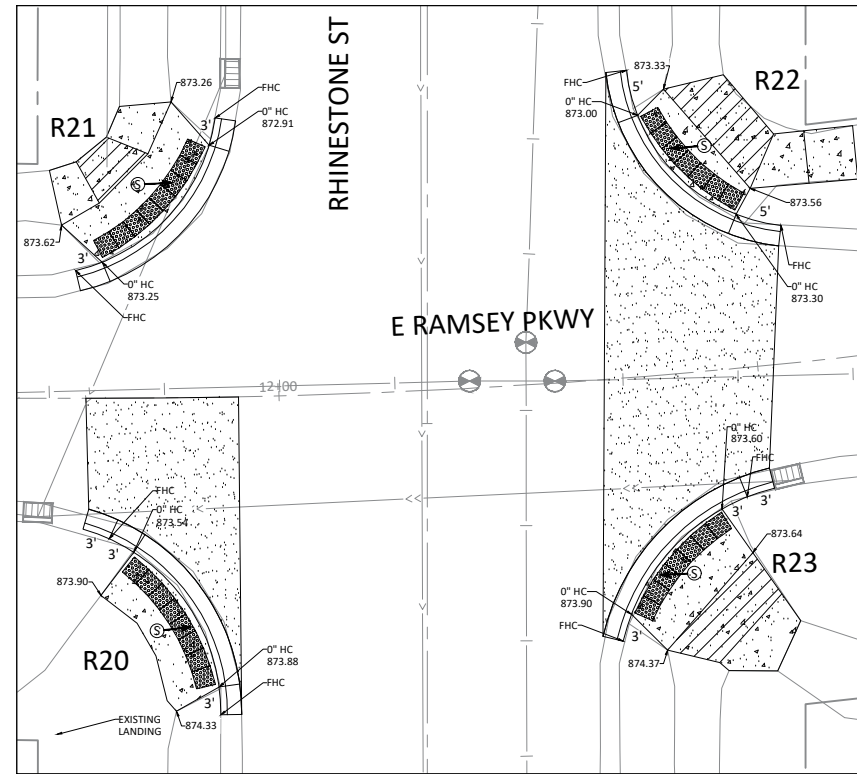 RHINESTONE ST
E RAMSEY PKWY
12+00
R21
873.26
FHC
3'
0" HC
872.91
S
873.62
3'
0" HC
873.25
FHC
R22
873.33
FHC
5'
0" HC
873.00
S
873.56
5'
FHC
0" HC
873.30
FHC
0" HC
873.54
3'
3'
873.90
S
R20
0" HC
873.88
FHC
3'
874.33
EXISTING
LANDING
0" HC
873.60
FHC
3'
3'
873.64
R23
S
0" HC
873.90
FHC
3'
874.37